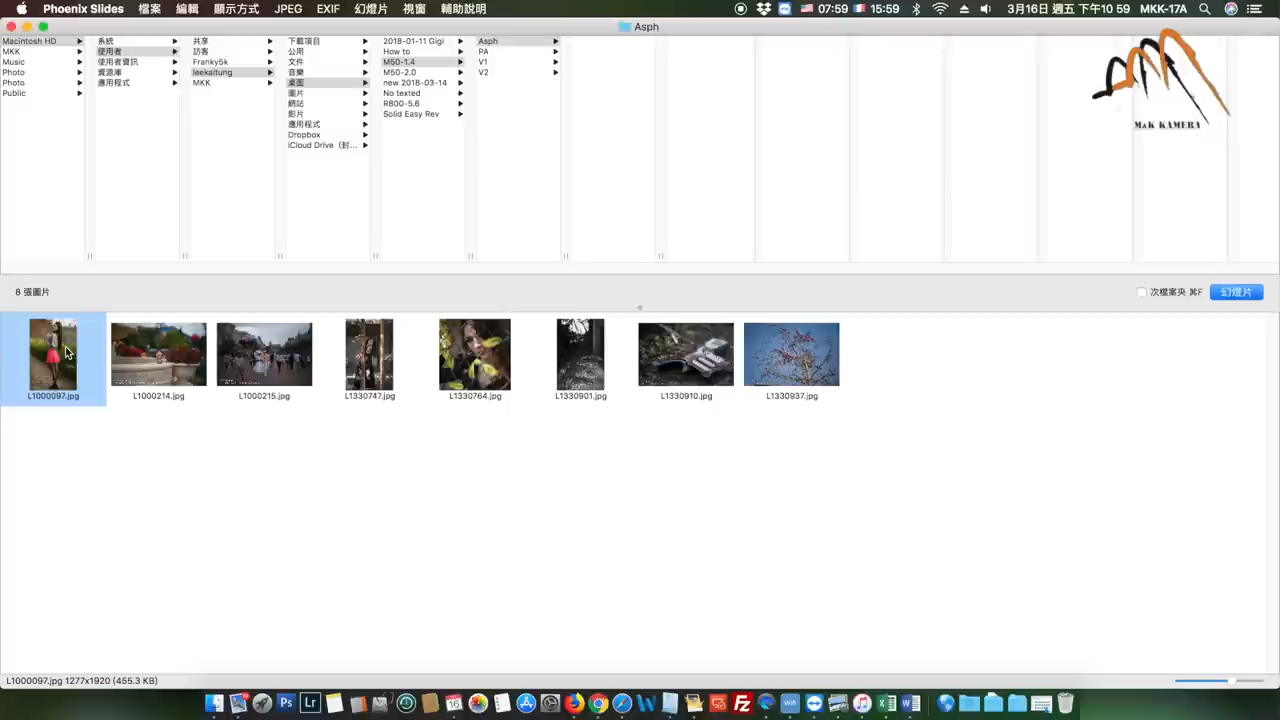 Phoenix Slides 檔案 編輯 顯示方式 JPEG EXIF 幻燈片 視窗 輔助說明 07:59 15:59 3月16日 週五 下午10 59 MKK-17A
Asph
Macintosh HD
MKK
Music
Photo
Photo
Public
系統
使用者
使用者資訊
資源庫
應用程式
共享
訪客
Franky5k
leekaitung
MKK
下載項目
公用
文件
音樂
桌面
圖片
網站
影片
應用程式
Dropbox
iCloud Drive（封...
2018-01-11 Gigi
How to
M50-1.4
M50-2.0
new 2018-03-14
No texted
R800-5.6
Solid Easy Rev
Asph
PA
V1
V2
M&K KAMERA
8 張圖片
次檔案夾 ⌘F
幻燈片
L1000097.jpg
L1000214.jpg
L1000215.jpg
L1330747.jpg
L1330764.jpg
L1330901.jpg
L1330910.jpg
L1330937.jpg
L1000097.jpg 1277x1920 (455.3 KB)
Ps
Lr
16
FZ
Wifi